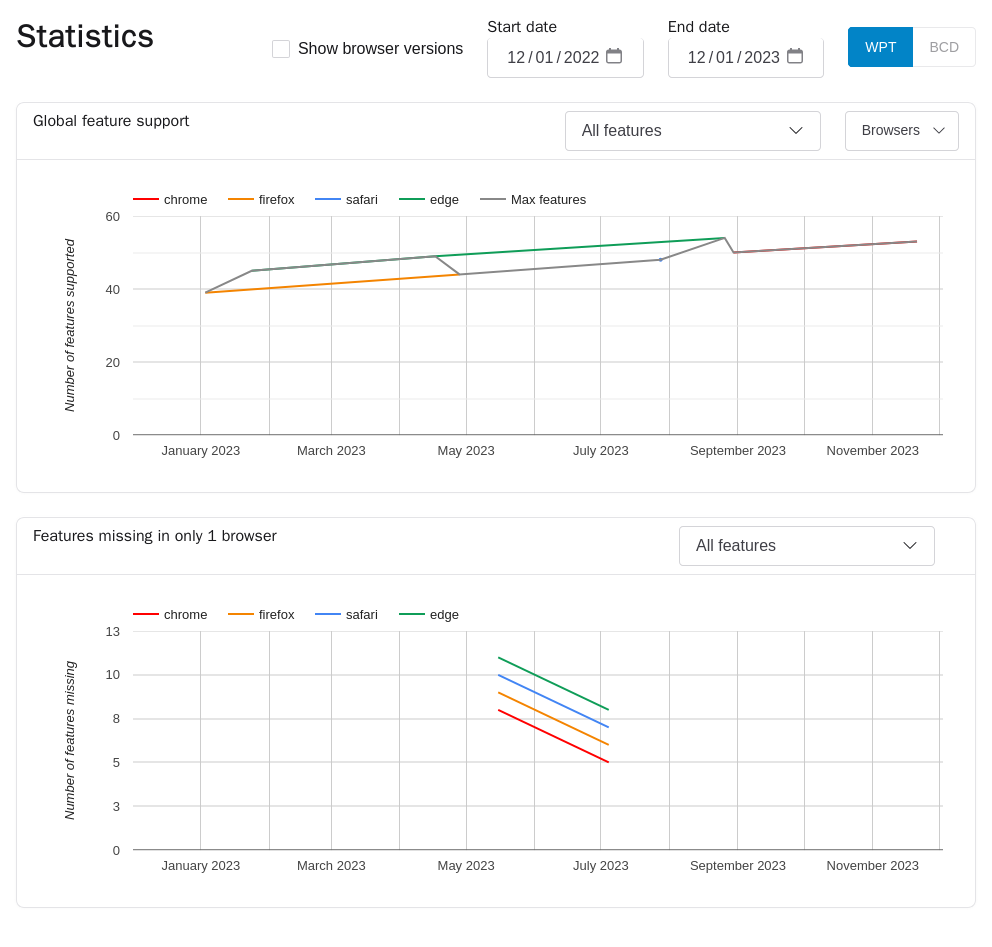 Statistics
Show browser versions
Start date
12/01/2022
End date
12/01/2023
WPT
BCD
Global feature support
All features
Browsers
chrome
firefox
safari
edge
Max features
60
40
20
0
Number of features supported
January 2023
March 2023
May 2023
July 2023
September 2023
November 2023
Features missing in only 1 browser
All features
chrome
firefox
safari
edge
13
10
8
5
3
0
Number of features missing
January 2023
March 2023
May 2023
July 2023
September 2023
November 2023